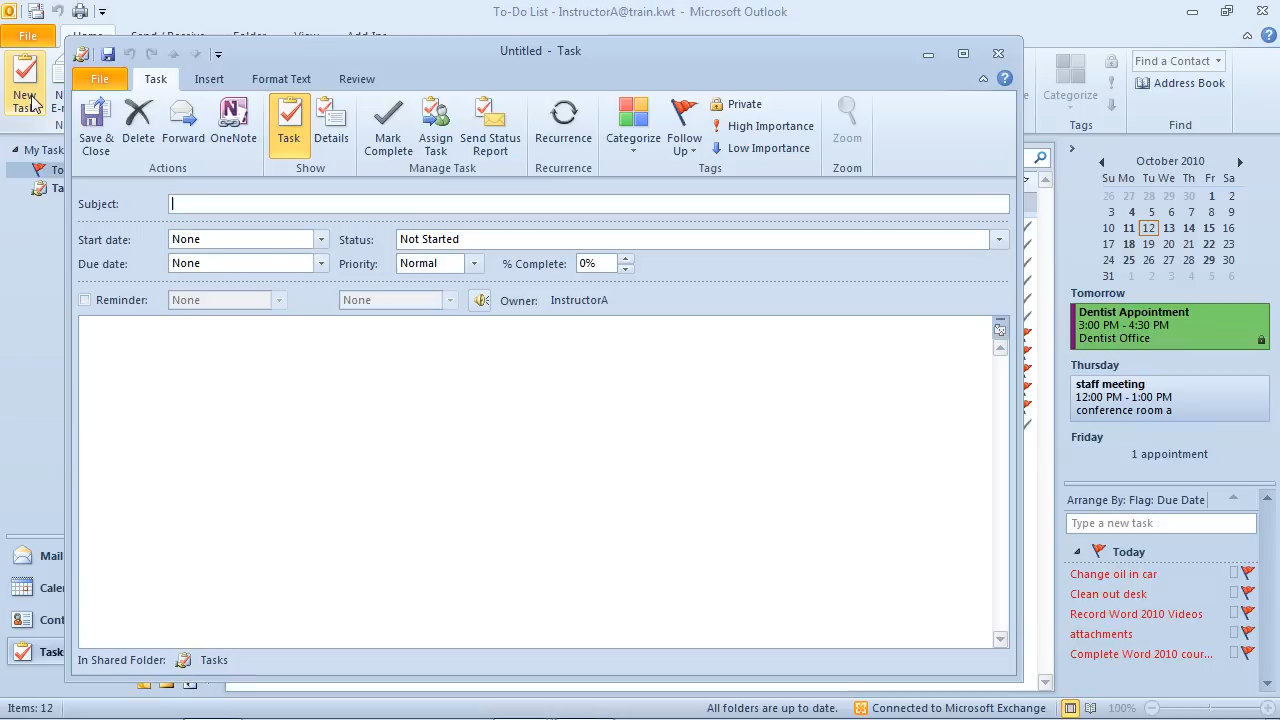 To-Do List - InstructorA@train.kwt - Microsoft Outlook
File
Untitled - Task
File Task Insert Format Text Review
New
Task
Save &
Close
Delete
Forward
OneNote
Task
Details
Mark
Complete
Assign
Task
Send Status
Report
Recurrence
Categorize
Follow
Up
Private
High Importance
Low Importance
Zoom
Actions Show Manage Task Recurrence Tags Zoom
Find a Contact
Address Book
Categorize
Tags Find
My Task
To
Ta
Subject:
Start date: None Status: Not Started
Due date: None Priority: Normal % Complete: 0%
Reminder: None None Owner: InstructorA
In Shared Folder: Tasks
Mail
Cale
Cont
Task
October 2010
Su Mo Tu We Th Fr Sa
26 27 28 29 30 1 2
3 4 5 6 7 8 9
10 11 12 13 14 15 16
17 18 19 20 21 22 23
24 25 26 27 28 29 30
31 1 2 3 4 5 6
Tomorrow
Dentist Appointment
3:00 PM - 4:30 PM
Dentist Office
Thursday
staff meeting
12:00 PM - 1:00 PM
conference room a
Friday
1 appointment
Arrange By: Flag: Due Date
Type a new task
Today
Change oil in car
Clean out desk
Record Word 2010 Videos
attachments
Complete Word 2010 cour...
Items: 12
All folders are up to date. Connected to Microsoft Exchange 100%